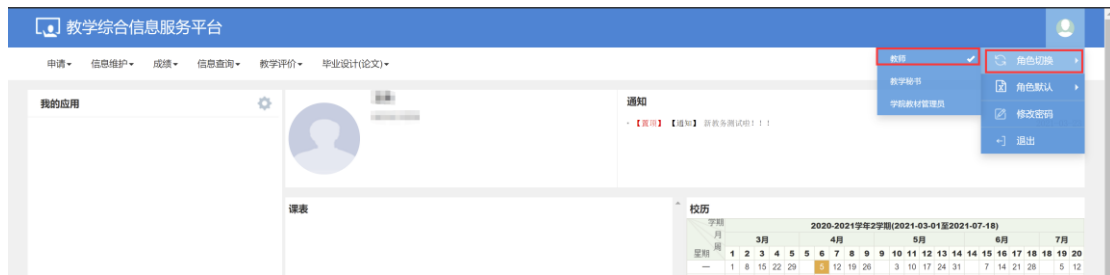 教学综合信息服务平台
申请 信息维护 成绩 信息查询 教学评价 毕业设计(论文)
教师
教学秘书
学院教材管理员
角色切换
角色默认
修改密码
退出
我的应用
通知
【置顶】【通知】新教务测试啦！！！
课表
校历
学期
月
周
星期
2020-2021学年2学期(2021-03-01至2021-07-18)
3月 4月 5月 6月 7月
1 2 3 4 5 5 6 7 8 9 9 10 11 12 13 14 14 15 16 17 18 18 19 20
一 1 8 15 22 29 5 12 19 26 3 10 17 24 31 7 14 21 28 5 12